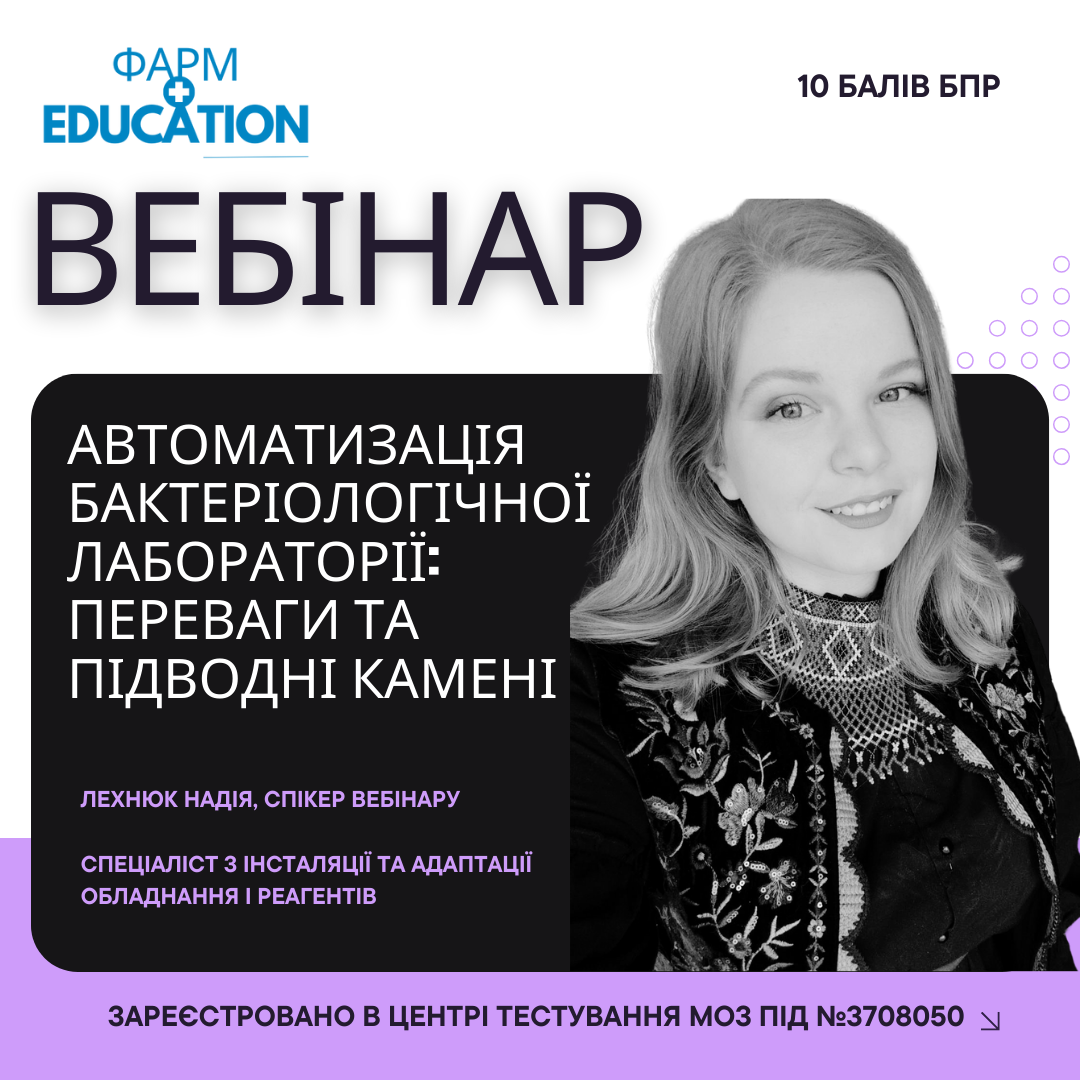 ФАРМ
EDUCATION
10 БАЛІВ БПР
ВЕБІНАР
АВТОМАТИЗАЦІЯ
БАКТЕРІОЛОГІЧНОЇ
ЛАБОРАТОРІЇ:
ПЕРЕВАГИ ТА
ПІДВОДНІ КАМЕНІ
ЛЕХНЮК НАДІЯ, СПІКЕР ВЕБІНАРУ
СПЕЦІАЛІСТ З ІНСТАЛЯЦІЇ ТА АДАПТАЦІЇ
ОБЛАДНАННЯ І РЕАГЕНТІВ
ЗАРЕЄСТРОВАНО В ЦЕНТРІ ТЕСТУВАННЯ МОЗ ПІД №3708050